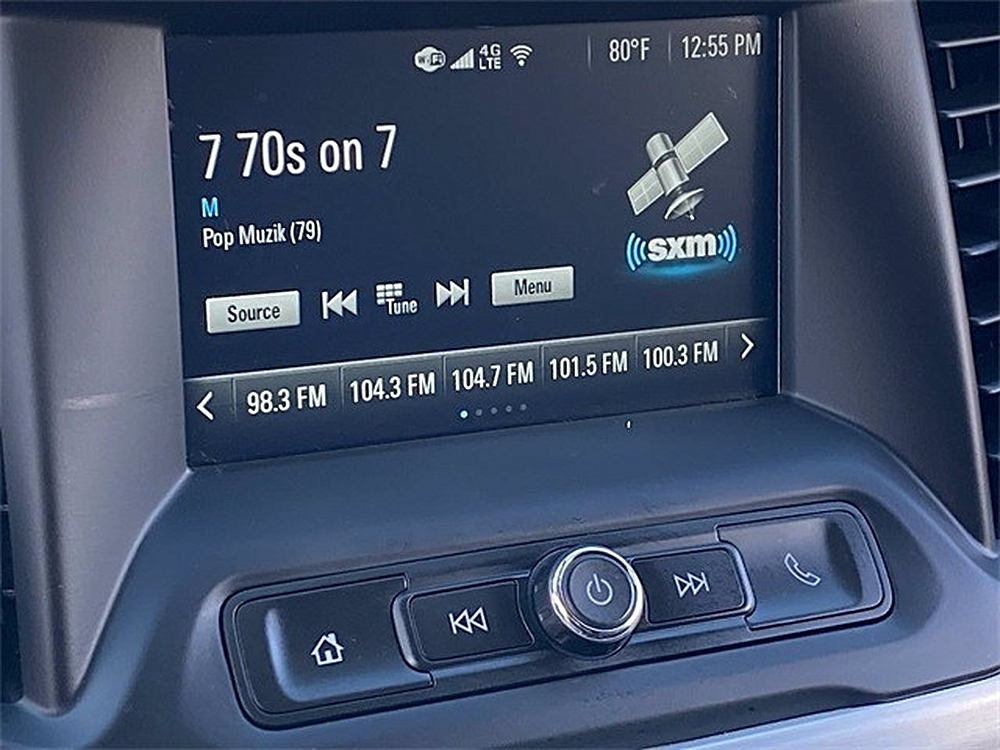 WiFi 4G LTE 80°F 12:55 PM
7 70s on 7
M
Pop Muzik (79)
sxm
Source Tune Menu
98.3 FM 104.3 FM 104.7 FM 101.5 FM 100.3 FM